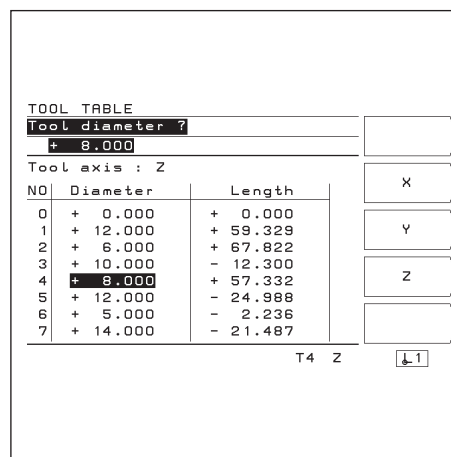 TOOL TABLE
Tool diameter ?
+ 8.000
Tool axis : Z
NO Diameter Length
0 + 0.000 + 0.000
1 + 12.000 + 59.329
2 + 6.000 + 67.822
3 + 10.000 - 12.300
4 + 8.000 + 57.332
5 + 12.000 - 24.988
6 + 5.000 - 2.236
7 + 14.000 - 21.487
X
Y
Z
T4 Z 1